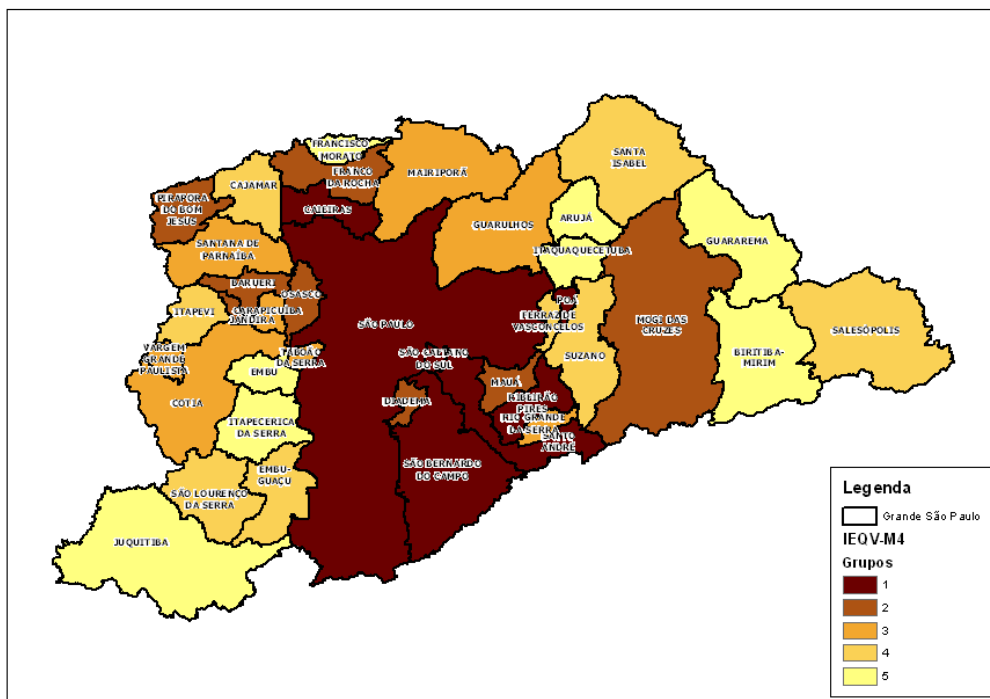 FRANCISCO
MORATO
FRANCO
DA ROCHA
MAIRIPORÃ
SANTA
ISABEL
CAJAMAR
PIRAPORA
DO BOM
JESUS
CAIEIRAS
GUARULHOS
ARUJÁ
GUARAREMA
SANTANA DE
PARNAÍBA
ITAQUAQUECETUBA
BARUERI
OSASCO
ITAPEVI
CARAPICUÍBA
JANDIRA
POÁ
FERRAZ DE
VASCONCELOS
SÃO PAULO
MOGI DAS
CRUZES
SALESÓPOLIS
VARGEM
GRANDE
PAULISTA
TABOÃO
DA SERRA
SÃO CAETANO
DO SUL
SUZANO
BIRITIBA-
MIRIM
EMBU
MAUÁ
COTIA
DIADEMA
RIBEIRÃO
PIRES
RIO GRANDE
DA SERRA
ITAPECERICA
DA SERRA
SANTO
ANDRÉ
SÃO BERNARDO
DO CAMPO
EMBU-
GUAÇU
SÃO LOURENÇO
DA SERRA
JUQUITIBA
Legenda
Grande São Paulo
IEQV-M4
Grupos
1
2
3
4
5